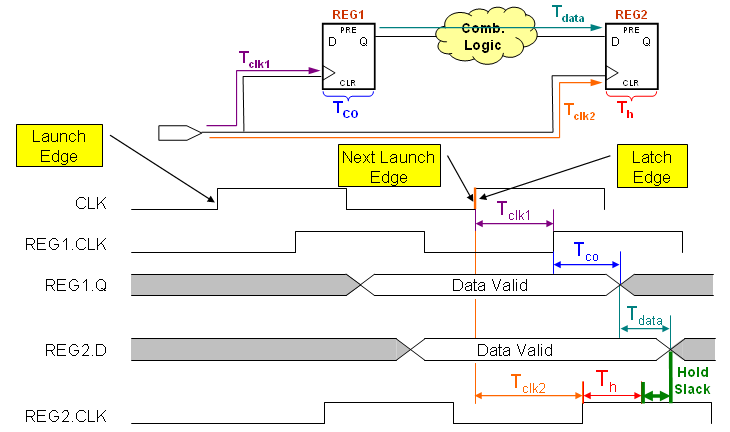 REG1
REG2
PRE
D Q
CLR
Comb.
Logic
Tdata
PRE
D Q
CLR
Tclk1
TCO
Tclk2
Th
Launch
Edge
Next Launch
Edge
Latch
Edge
CLK
Tclk1
REG1.CLK
Tco
REG1.Q
Data Valid
Tdata
REG2.D
Data Valid
Hold
Slack
Tclk2
Th
REG2.CLK